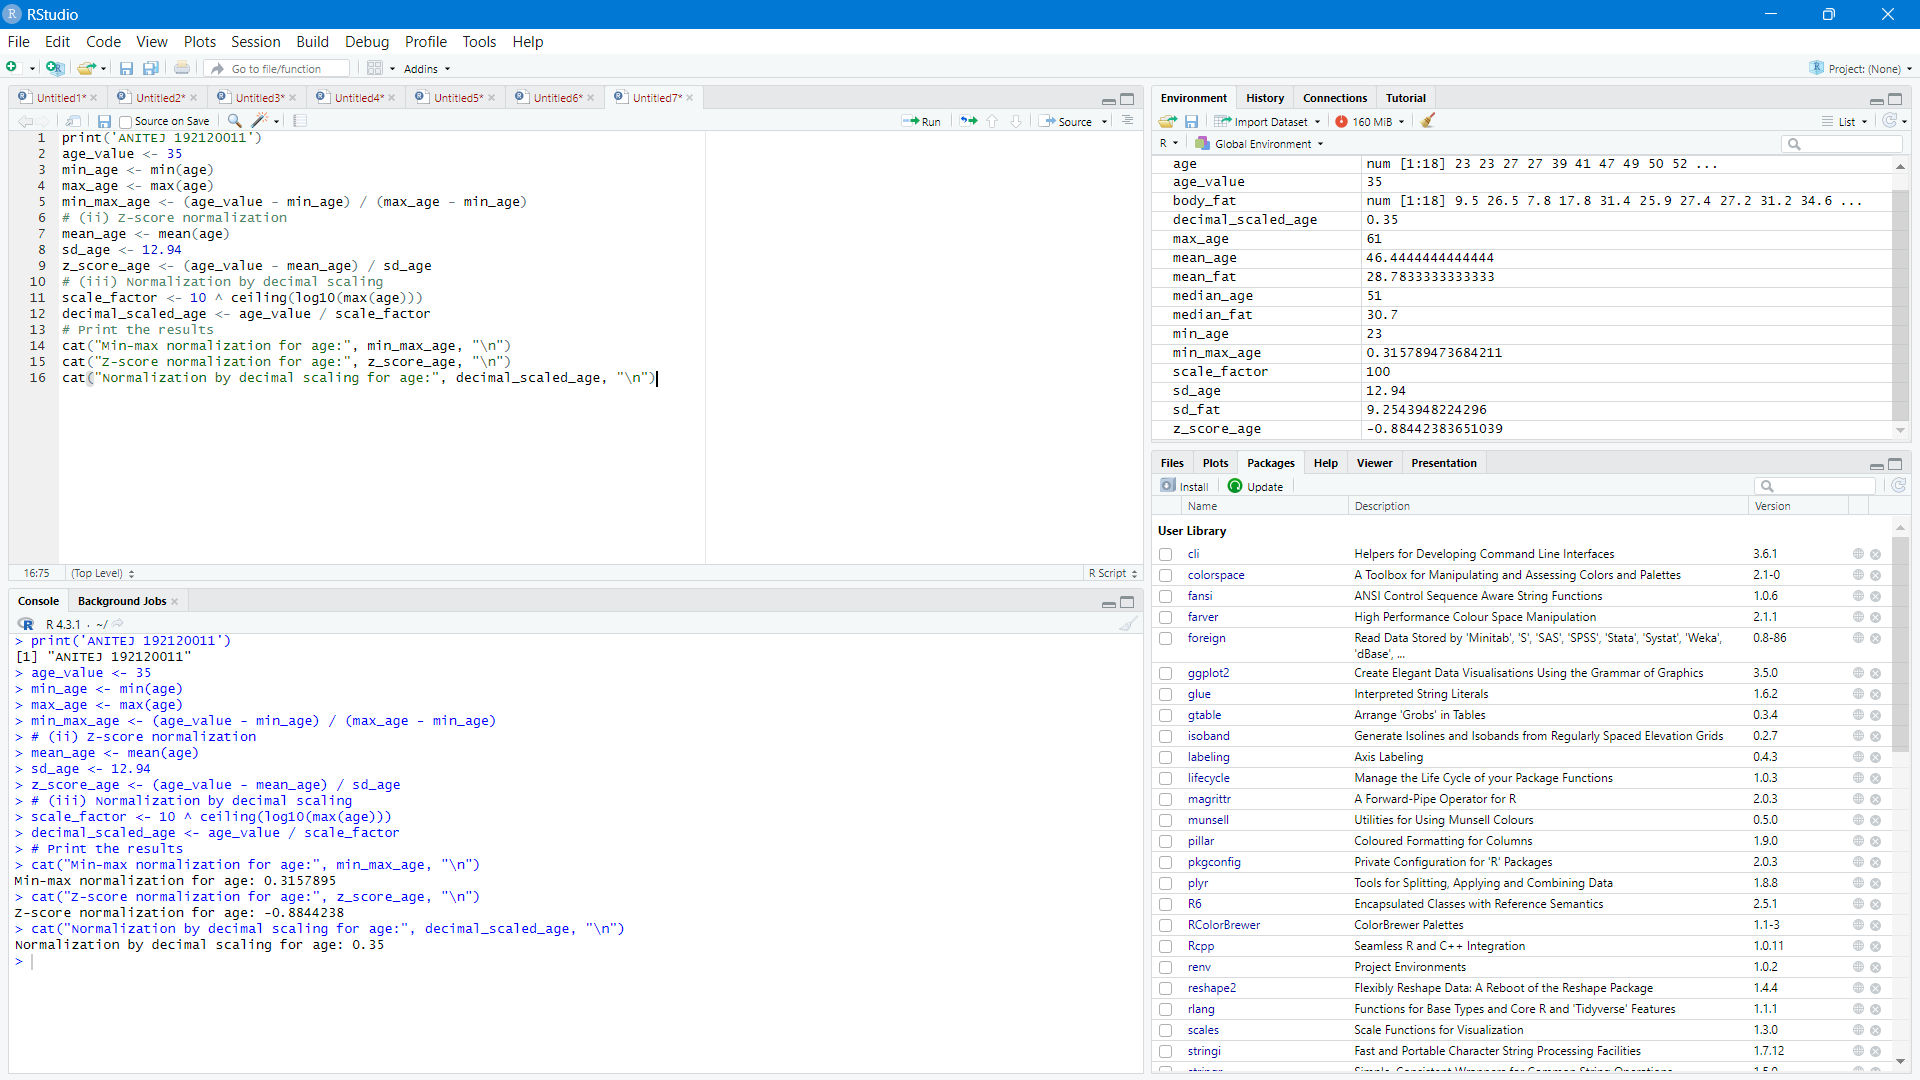 RStudio
File Edit Code View Plots Session Build Debug Profile Tools Help
Go to file/function Addins Project: (None)
Untitled1* Untitled2* Untitled3* Untitled4* Untitled5* Untitled6* Untitled7*
Source on Save Run Source
1 print('ANITEJ 192120011')
2 age_value <- 35
3 min_age <- min(age)
4 max_age <- max(age)
5 min_max_age <- (age_value - min_age) / (max_age - min_age)
6 # (ii) Z-score normalization
7 mean_age <- mean(age)
8 sd_age <- 12.94
9 z_score_age <- (age_value - mean_age) / sd_age
10 # (iii) Normalization by decimal scaling
11 scale_factor <- 10 ^ ceiling(log10(max(age)))
12 decimal_scaled_age <- age_value / scale_factor
13 # Print the results
14 cat("Min-max normalization for age:", min_max_age, "\n")
15 cat("Z-score normalization for age:", z_score_age, "\n")
16 cat("Normalization by decimal scaling for age:", decimal_scaled_age, "\n")
16:75 (Top Level) R Script
Console Background Jobs
R 4.3.1 · ~/
> print('ANITEJ 192120011')
[1] "ANITEJ 192120011"
> age_value <- 35
> min_age <- min(age)
> max_age <- max(age)
> min_max_age <- (age_value - min_age) / (max_age - min_age)
> # (ii) Z-score normalization
> mean_age <- mean(age)
> sd_age <- 12.94
> z_score_age <- (age_value - mean_age) / sd_age
> # (iii) Normalization by decimal scaling
> scale_factor <- 10 ^ ceiling(log10(max(age)))
> decimal_scaled_age <- age_value / scale_factor
> # Print the results
> cat("Min-max normalization for age:", min_max_age, "\n")
Min-max normalization for age: 0.3157895
> cat("Z-score normalization for age:", z_score_age, "\n")
Z-score normalization for age: -0.8844238
> cat("Normalization by decimal scaling for age:", decimal_scaled_age, "\n")
Normalization by decimal scaling for age: 0.35
>
Environment History Connections Tutorial
Import Dataset 160 MiB List
R Global Environment
age num [1:18] 23 23 27 27 39 41 47 49 50 52 ...
age_value 35
body_fat num [1:18] 9.5 26.5 7.8 17.8 31.4 25.9 27.4 27.2 31.2 34.6 ...
decimal_scaled_age 0.35
max_age 61
mean_age 46.4444444444444
mean_fat 28.7833333333333
median_age 51
median_fat 30.7
min_age 23
min_max_age 0.315789473684211
scale_factor 100
sd_age 12.94
sd_fat 9.2543948224296
z_score_age -0.88442383651039
Files Plots Packages Help Viewer Presentation
Install Update
Name Description Version
User Library
cli Helpers for Developing Command Line Interfaces 3.6.1
colorspace A Toolbox for Manipulating and Assessing Colors and Palettes 2.1-0
fansi ANSI Control Sequence Aware String Functions 1.0.6
farver High Performance Colour Space Manipulation 2.1.1
foreign Read Data Stored by 'Minitab', 'S', 'SAS', 'SPSS', 'Stata', 'Systat', 'Weka', 0.8-86
'dBase', ...
ggplot2 Create Elegant Data Visualisations Using the Grammar of Graphics 3.5.0
glue Interpreted String Literals 1.6.2
gtable Arrange 'Grobs' in Tables 0.3.4
isoband Generate Isolines and Isobands from Regularly Spaced Elevation Grids 0.2.7
labeling Axis Labeling 0.4.3
lifecycle Manage the Life Cycle of your Package Functions 1.0.3
magrittr A Forward-Pipe Operator for R 2.0.3
munsell Utilities for Using Munsell Colours 0.5.0
pillar Coloured Formatting for Columns 1.9.0
pkgconfig Private Configuration for 'R' Packages 2.0.3
plyr Tools for Splitting, Applying and Combining Data 1.8.8
R6 Encapsulated Classes with Reference Semantics 2.5.1
RColorBrewer ColorBrewer Palettes 1.1-3
Rcpp Seamless R and C++ Integration 1.0.11
renv Project Environments 1.0.2
reshape2 Flexibly Reshape Data: A Reboot of the Reshape Package 1.4.4
rlang Functions for Base Types and Core R and 'Tidyverse' Features 1.1.1
scales Scale Functions for Visualization 1.3.0
stringi Fast and Portable Character String Processing Facilities 1.7.12